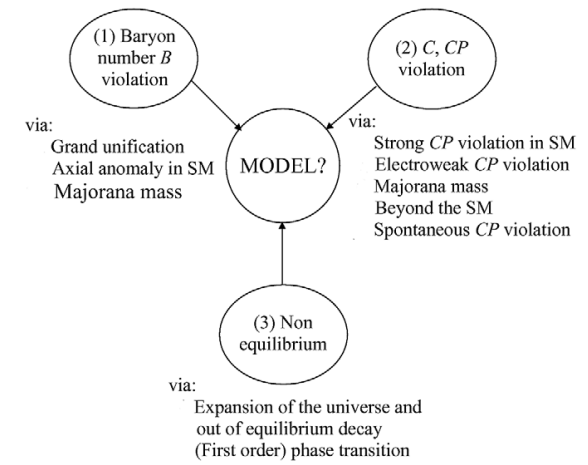 (1) Baryon
number B
violation
(2) C, CP
violation
via:
Grand unification
Axial anomaly in SM
Majorana mass
MODEL?
via:
Strong CP violation in SM
Electroweak CP violation
Majorana mass
Beyond the SM
Spontaneous CP violation
(3) Non
equilibrium
via:
Expansion of the universe and
out of equilibrium decay
(First order) phase transition